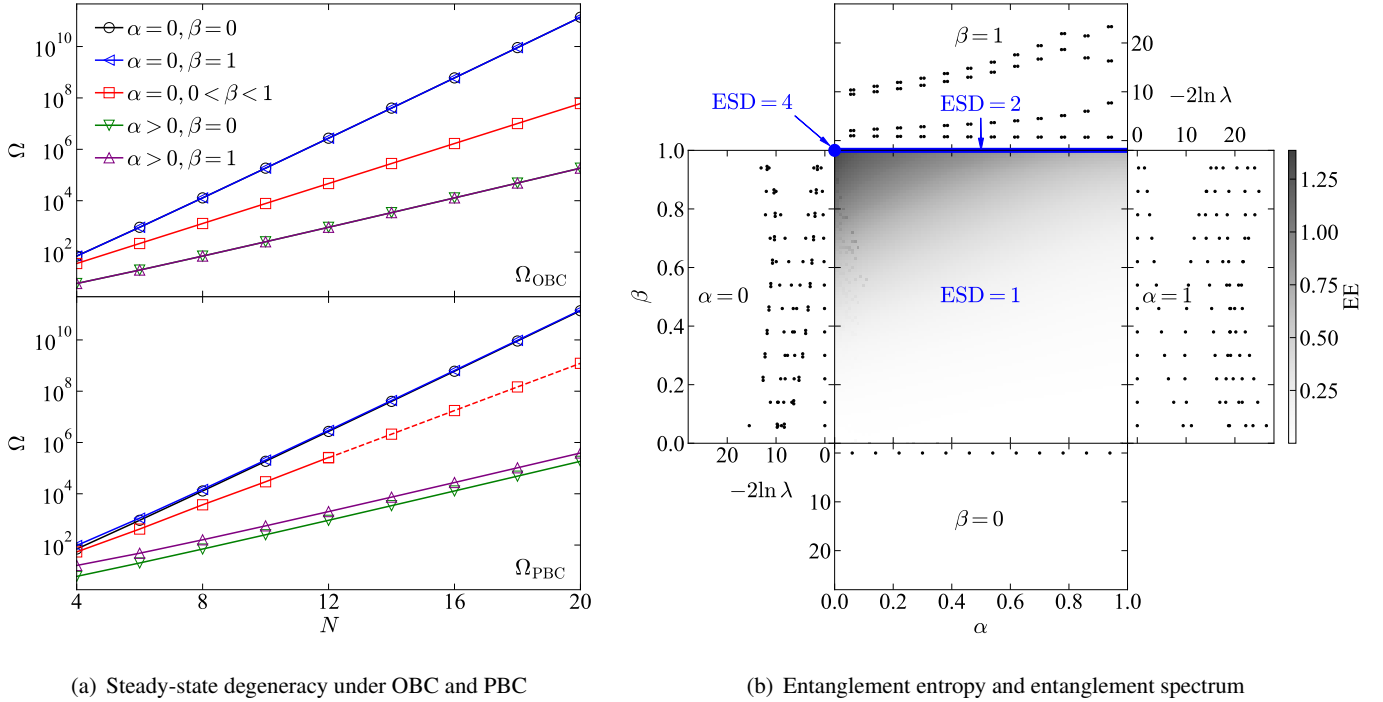 α = 0, β = 0
α = 0, β = 1
α = 0, 0 < β < 1
α > 0, β = 0
α > 0, β = 1
Ω
10^10
10^8
10^6
10^4
10^2
Ω_OBC
Ω
10^10
10^8
10^6
10^4
10^2
Ω_PBC
4 8 12 16 20
N
(a) Steady-state degeneracy under OBC and PBC
β = 1
20
10
0
−2ln λ
0 10 20
ESD = 4
ESD = 2
1.0
0.8
0.6
0.4
0.2
0.0
β
α = 0
ESD = 1
α = 1
1.25
1.00
0.75
0.50
0.25
EE
20 10
−2ln λ
0
10
20
β = 0
0.0 0.2 0.4 0.6 0.8 1.0
α
(b) Entanglement entropy and entanglement spectrum